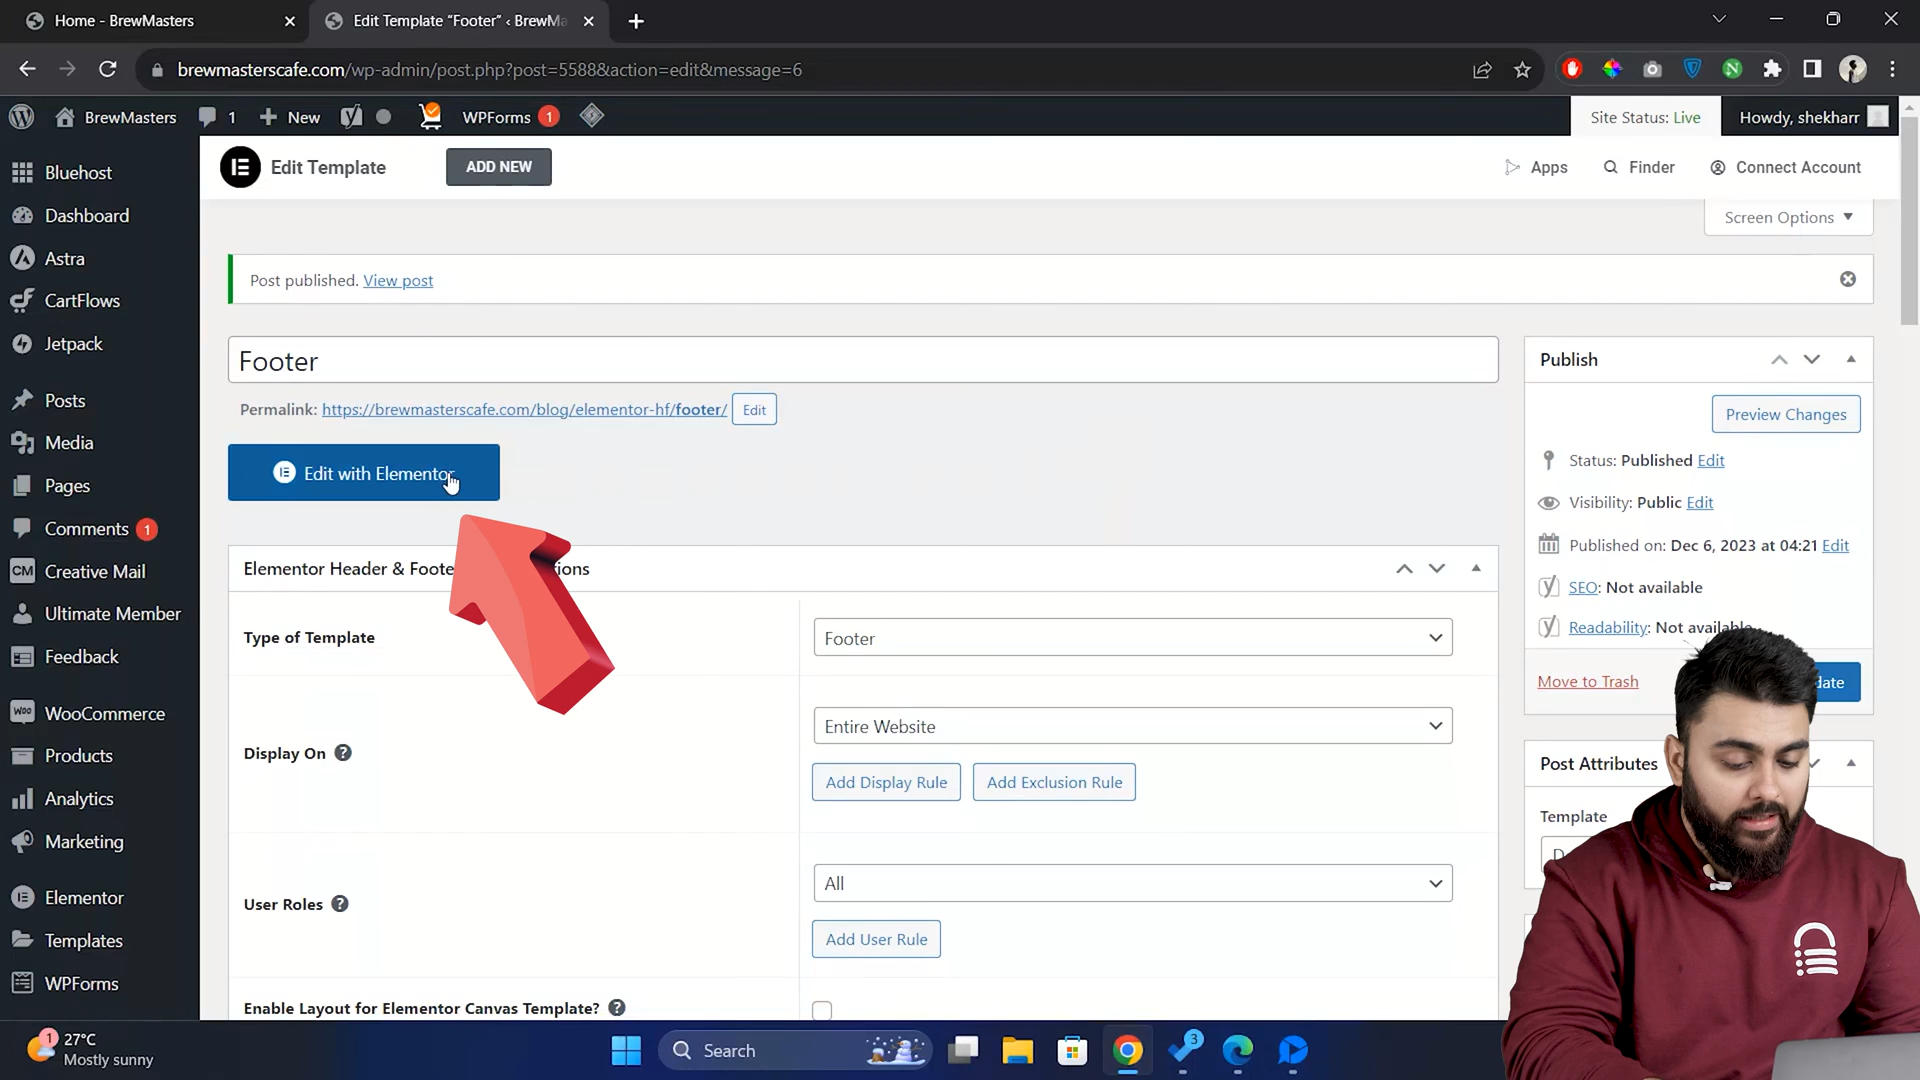 Home - BrewMasters
Edit Template “Footer” ‹ BrewMa
brewmasterscafe.com/wp-admin/post.php?post=5588&action=edit&message=6
BrewMasters
1
New
WPForms 1
Site Status: Live
Howdy, shekharr
Bluehost
Dashboard
Astra
CartFlows
Jetpack
Posts
Media
Pages
Comments 1
CM Creative Mail
Ultimate Member
Feedback
Woo WooCommerce
Products
Analytics
Marketing
Elementor
Templates
WPForms
Edit Template
ADD NEW
Apps
Finder
Connect Account
Screen Options
Post published. View post
Footer
Permalink: https://brewmasterscafe.com/blog/elementor-hf/footer/ Edit
Edit with Elementor
Elementor Header & Foote ions
Type of Template
Footer
Display On ?
Entire Website
Add Display Rule
Add Exclusion Rule
User Roles ?
All
Add User Rule
Enable Layout for Elementor Canvas Template? ?
Publish
Preview Changes
Status: Published Edit
Visibility: Public Edit
Published on: Dec 6, 2023 at 04:21 Edit
SEO: Not available
Readability: Not available
Move to Trash
ate
Post Attributes
Template
1
27°C
Mostly sunny
Search
3